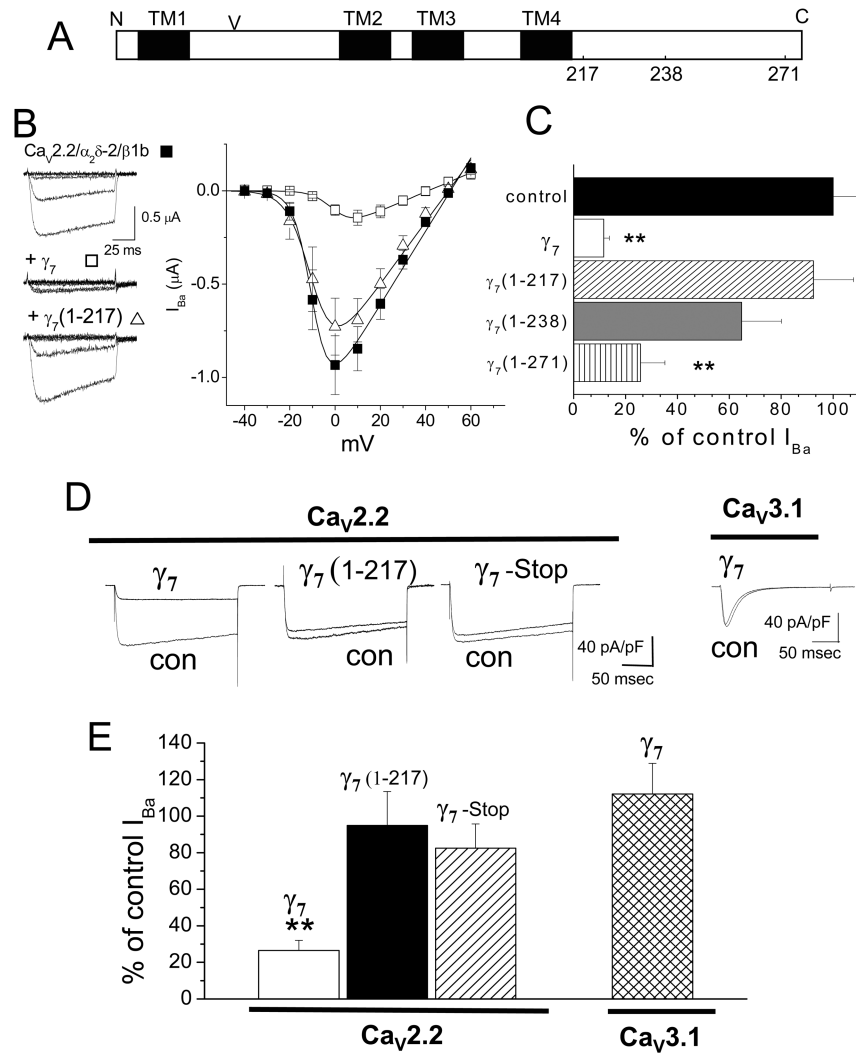 A
N TM1 V TM2 TM3 TM4 C
217 238 271
B
CaV2.2/α2δ-2/β1b ■
0.5 µA
25 ms
+ γ7 □
+ γ7(1-217) △
0.0
-0.5
-1.0
IBa (µA)
-40 -20 0 20 40 60
mV
C
control
γ7
**
γ7(1-217)
γ7(1-238)
γ7(1-271)
**
0 20 40 60 80 100
% of control IBa
D
CaV2.2 CaV3.1
γ7 γ7(1-217) γ7-Stop γ7
con con con con
40 pA/pF
50 msec
40 pA/pF
50 msec
E
140
120
100
80
60
40
20
0
% of control IBa
γ7
**
γ7(1-217)
γ7-Stop
γ7
CaV2.2 CaV3.1